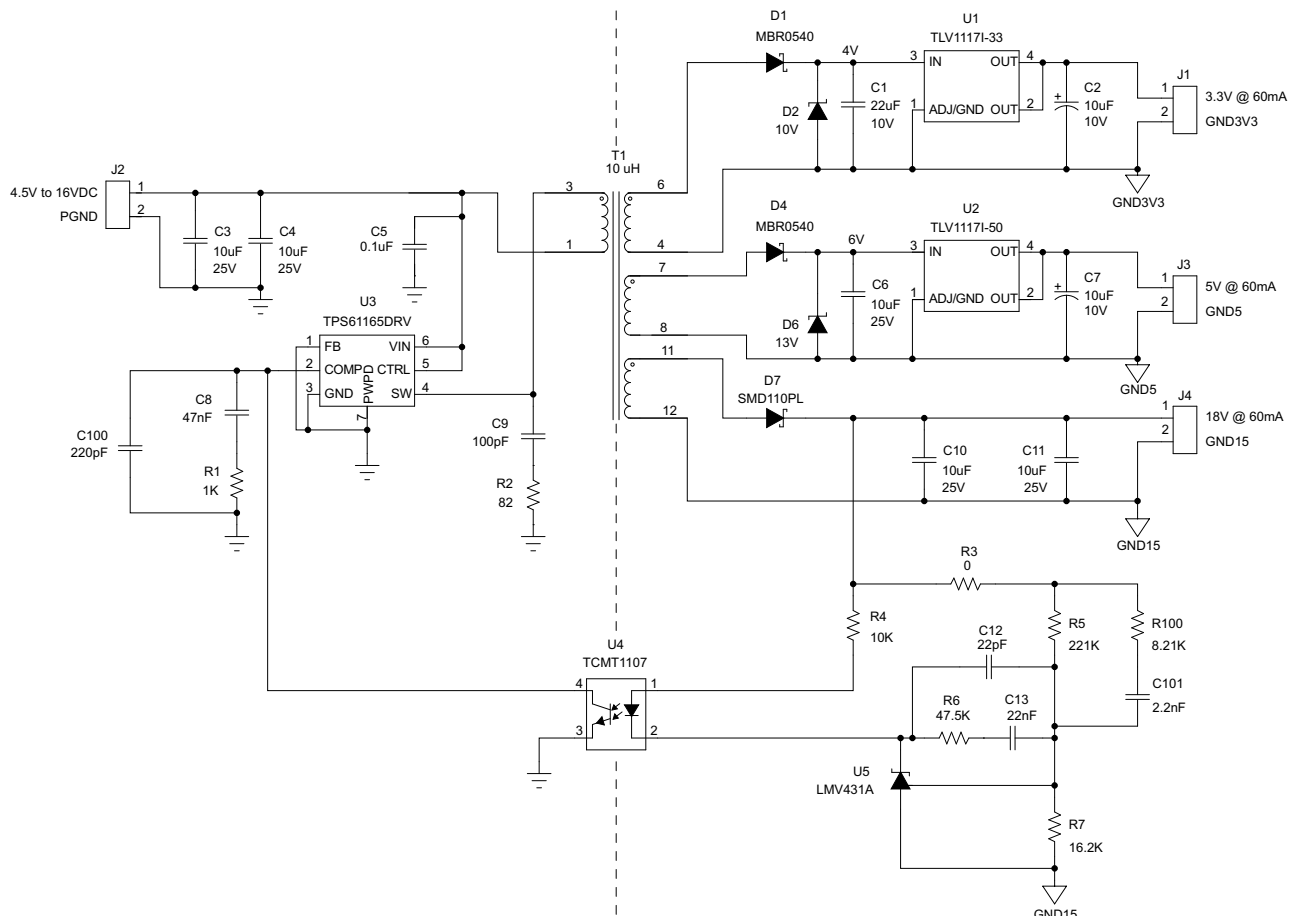 D1
MBR0540
4V
U1
TLV1117I-33
3
IN
OUT
4
1
ADJ/GND
OUT
2
D2
10V
C1
22uF
10V
C2
+
10uF
10V
J1
1
2
3.3V @ 60mA
GND3V3
GND3V3
T1
10 uH
3
1
6
4
7
8
11
12
J2
4.5V to 16VDC
PGND
1
2
C3
10uF
25V
C4
10uF
25V
C5
0.1uF
D4
MBR0540
6V
U2
TLV1117I-50
3
IN
OUT
4
1
ADJ/GND
OUT
2
D6
13V
C6
10uF
25V
C7
+
10uF
10V
J3
1
2
5V @ 60mA
GND5
GND5
U3
TPS61165DRV
1
FB
VIN
6
2
COMP
CTRL
5
3
GND
SW
4
PWPD
7
C8
47nF
C100
220pF
R1
1K
C9
100pF
R2
82
D7
SMD110PL
C10
10uF
25V
C11
10uF
25V
J4
1
2
18V @ 60mA
GND15
GND15
R3
0
R4
10K
R5
221K
R100
8.21K
C12
22pF
C101
2.2nF
R6
47.5K
C13
22nF
U4
TCMT1107
4
3
1
2
U5
LMV431A
R7
16.2K
GND15